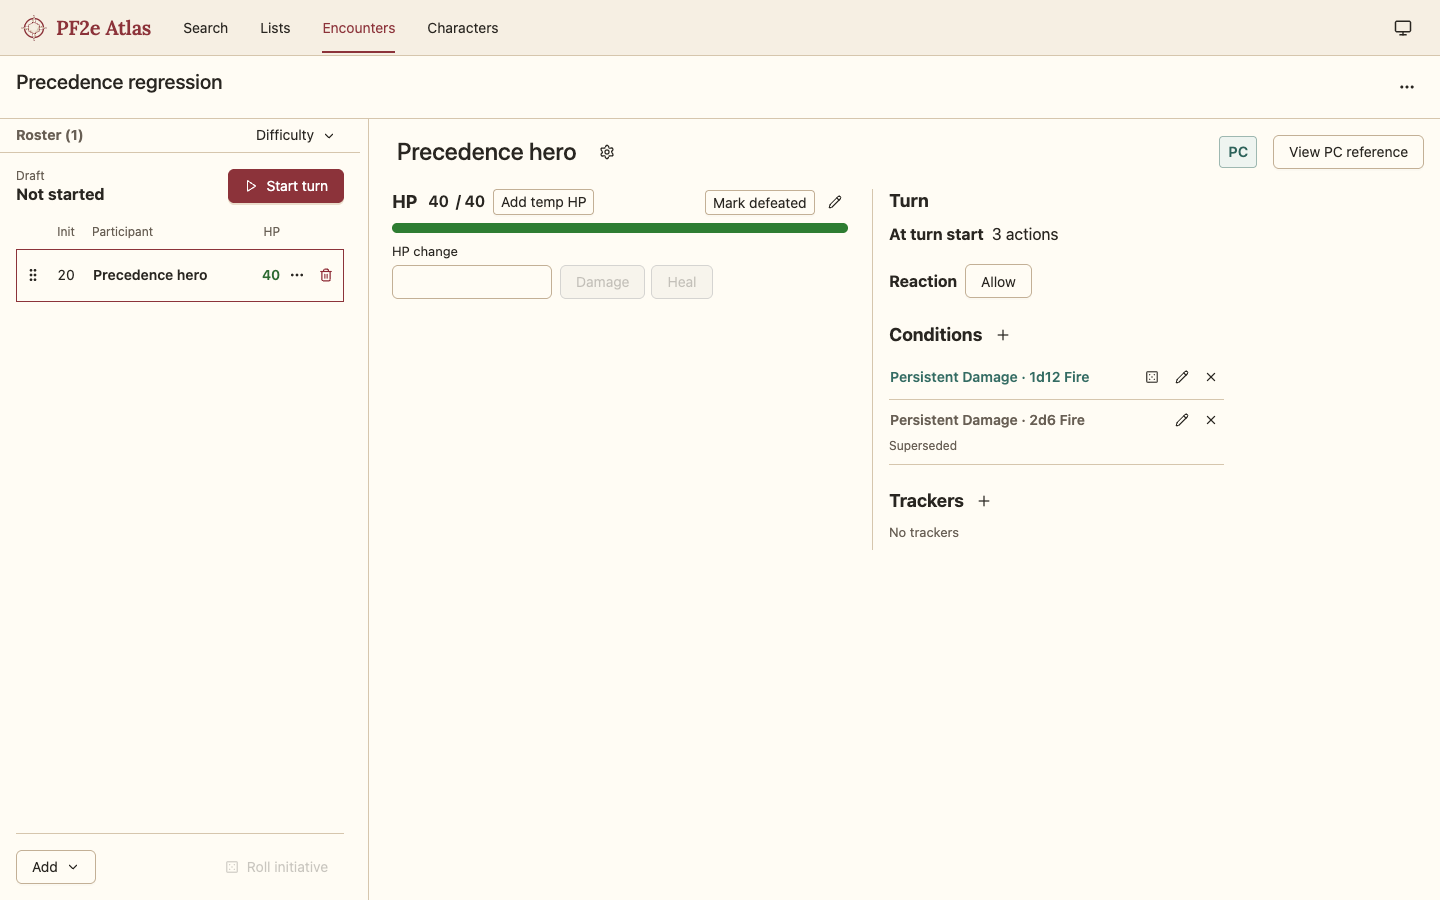 PF2e Atlas
Search
Lists
Encounters
Characters
Precedence regression
Roster (1)
Difficulty
Draft
Not started
Start turn
Init
Participant
HP
20
Precedence hero
40
Add
Roll initiative
Precedence hero
PC
View PC reference
HP 40 / 40
Add temp HP
Mark defeated
HP change
Damage
Heal
Turn
At turn start 3 actions
Reaction
Allow
Conditions
Persistent Damage · 1d12 Fire
Persistent Damage · 2d6 Fire
Superseded
Trackers
No trackers